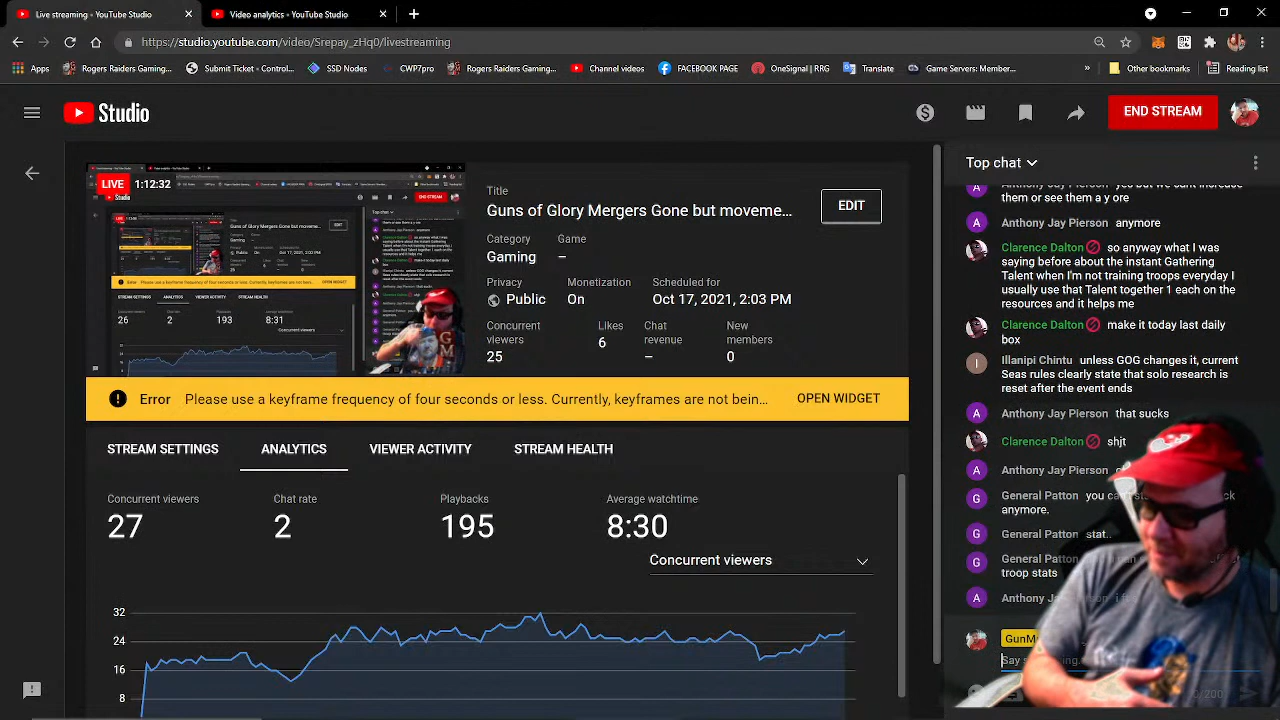 Live streaming - YouTube Studio
Video analytics - YouTube Studio
https://studio.youtube.com/video/Srepay_zHq0/livestreaming
Apps
Rogers Raiders Gaming...
Submit Ticket • Control...
SSD Nodes
CWP7pro
Rogers Raiders Gaming...
Channel videos
FACEBOOK PAGE
OneSignal | RRG
Translate
Game Servers: Member...
»
Other bookmarks
Reading list
Studio
END STREAM
LIVE 1:12:32
Title
Guns of Glory Mergers Gone but moveme...
EDIT
Category
Game
Gaming
–
Privacy
Monetization
Scheduled for
Public
On
Oct 17, 2021, 2:03 PM
Concurrent viewers
Likes
Chat revenue
New members
25
6
–
0
Error Please use a keyframe frequency of four seconds or less. Currently, keyframes are not bein...
OPEN WIDGET
STREAM SETTINGS
ANALYTICS
VIEWER ACTIVITY
STREAM HEALTH
Concurrent viewers
Chat rate
Playbacks
Average watchtime
27
2
195
8:30
Concurrent viewers
32
24
16
8
Top chat
Anthony Jay Pierson yes but we cant increase
them or see them a y ore
Anthony Jay Pierson anymore
Clarence Dalton so anyway what I was
saying before about the instant Gathering
Talent when I'm not training troops everyday I
usually use that Talent together 1 each on the
resources and it helps me
Clarence Dalton make it today last daily
box
Illanipi Chintu unless GOG changes it, current
Seas rules clearly state that solo research is
reset after the event ends
Anthony Jay Pierson that sucks
Clarence Dalton shjt
Anthony Jay Pierson
General Patton you
anymore.
General Patton stat..
General Patton
troop stats
Anthony
GunM
Say
/200